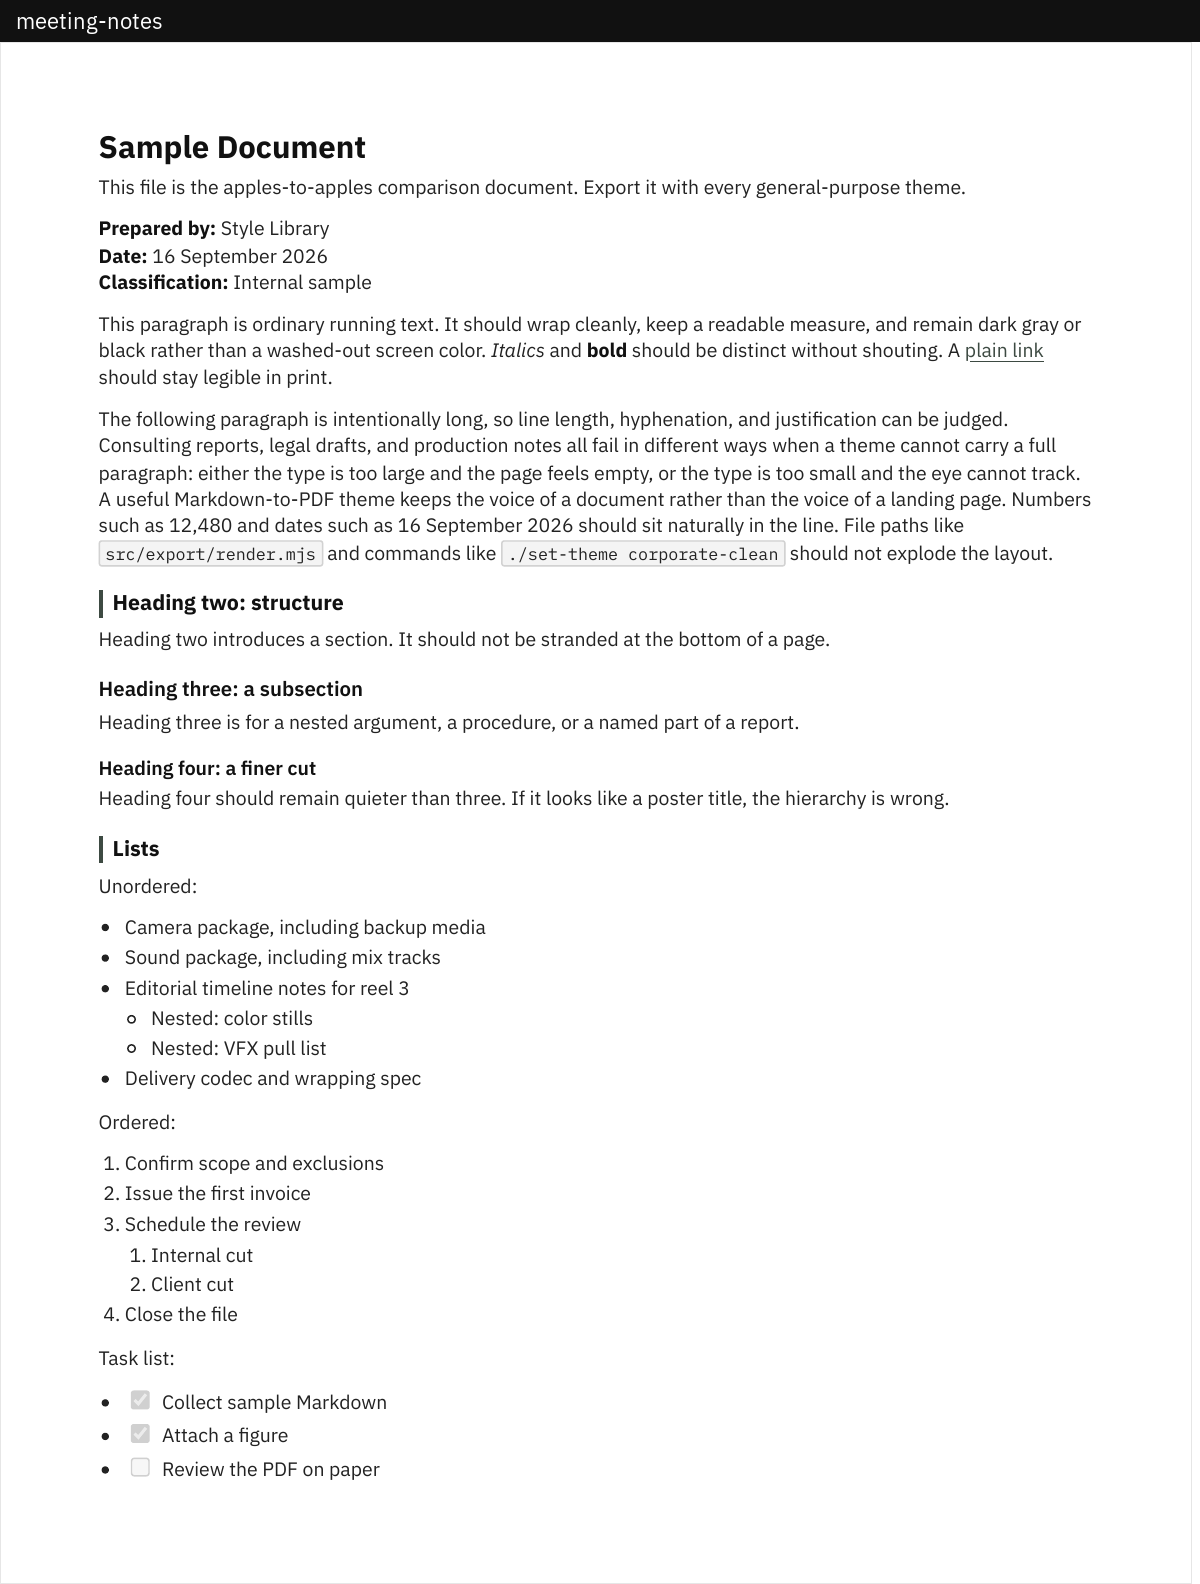 meeting-notes
Sample Document
This file is the apples-to-apples comparison document. Export it with every general-purpose theme.
Prepared by: Style Library
Date: 16 September 2026
Classification: Internal sample
This paragraph is ordinary running text. It should wrap cleanly, keep a readable measure, and remain dark gray or
black rather than a washed-out screen color. Italics and bold should be distinct without shouting. A plain link
should stay legible in print.
The following paragraph is intentionally long, so line length, hyphenation, and justification can be judged.
Consulting reports, legal drafts, and production notes all fail in different ways when a theme cannot carry a full
paragraph: either the type is too large and the page feels empty, or the type is too small and the eye cannot track.
A useful Markdown-to-PDF theme keeps the voice of a document rather than the voice of a landing page. Numbers
such as 12,480 and dates such as 16 September 2026 should sit naturally in the line. File paths like
src/export/render.mjs and commands like ./set-theme corporate-clean should not explode the layout.
Heading two: structure
Heading two introduces a section. It should not be stranded at the bottom of a page.
Heading three: a subsection
Heading three is for a nested argument, a procedure, or a named part of a report.
Heading four: a finer cut
Heading four should remain quieter than three. If it looks like a poster title, the hierarchy is wrong.
Lists
Unordered:
Camera package, including backup media
Sound package, including mix tracks
Editorial timeline notes for reel 3
Nested: color stills
Nested: VFX pull list
Delivery codec and wrapping spec
Ordered:
1. Confirm scope and exclusions
2. Issue the first invoice
3. Schedule the review
1. Internal cut
2. Client cut
4. Close the file
Task list:
Collect sample Markdown
Attach a figure
Review the PDF on paper